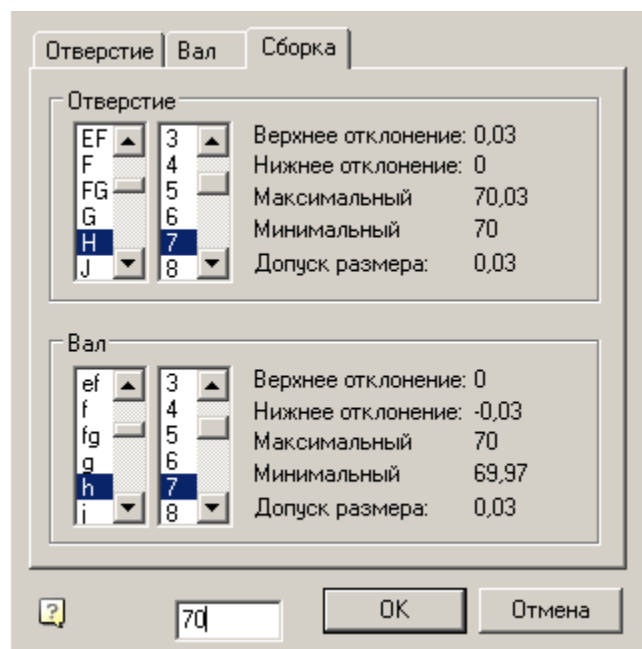 Отверстие Вал Сборка
Отверстие
EF 3 Верхнее отклонение: 0,03
F 4 Нижнее отклонение: 0
FG 5 Максимальный 70,03
G 6 Минимальный 70
H 7 Допуск размера: 0,03
J 8
Вал
ef 3 Верхнее отклонение: 0
f 4 Нижнее отклонение: -0,03
fg 5 Максимальный 70
g 6 Минимальный 69,97
h 7 Допуск размера: 0,03
j 8
? 70 OK Отмена